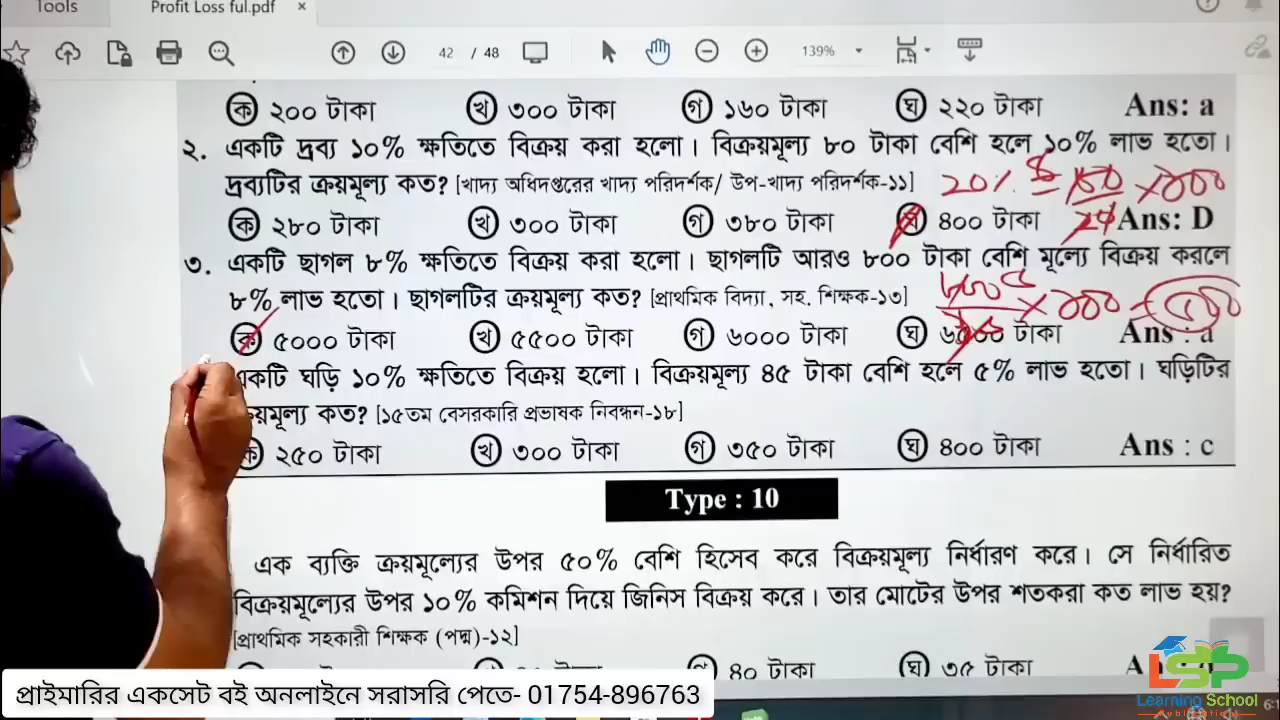 Tools Profit Loss ful.pdf ×
42 / 48 139%
ক ২০০ টাকা খ ৩০০ টাকা গ ১৬০ টাকা ঘ ২২০ টাকা Ans: a
২. একটি দ্রব্য ১০% ক্ষতিতে বিক্রয় করা হলো। বিক্রয়মূল্য ৮০ টাকা বেশি হলে ১০% লাভ হতো।
দ্রব্যটির ক্রয়মূল্য কত? [খাদ্য অধিদপ্তরের খাদ্য পরিদর্শক/ উপ-খাদ্য পরিদর্শক-১১] 20%
ক ২৮০ টাকা খ ৩০০ টাকা গ ৩৮০ টাকা ঘ ৪০০ টাকা Ans: D
৩. একটি ছাগল ৮% ক্ষতিতে বিক্রয় করা হলো। ছাগলটি আরও ৮০০ টাকা বেশি মূল্যে বিক্রয় করলে
৮% লাভ হতো। ছাগলটির ক্রয়মূল্য কত? [প্রাথমিক বিদ্যা, সহ. শিক্ষক-১৩]
ক ৫০০০ টাকা খ ৫৫০০ টাকা গ ৬০০০ টাকা ঘ টাকা Ans : a
একটি ঘড়ি ১০% ক্ষতিতে বিক্রয় হলো। বিক্রয়মূল্য ৪৫ টাকা বেশি হলে ৫% লাভ হতো। ঘড়িটির
ক্রয়মূল্য কত? [১৫তম বেসরকারি প্রভাষক নিবন্ধন-১৮]
ক ২৫০ টাকা খ ৩০০ টাকা গ ৩৫০ টাকা ঘ ৪০০ টাকা Ans : c
Type : 10
এক ব্যক্তি ক্রয়মূল্যের উপর ৫০% বেশি হিসেব করে বিক্রয়মূল্য নির্ধারণ করে। সে নির্ধারিত
বিক্রয়মূল্যের উপর ১০% কমিশন দিয়ে জিনিস বিক্রয় করে। তার মোটের উপর শতকরা কত লাভ হয়?
[প্রাথমিক সহকারী শিক্ষক (পদ্ম)-১২]
৪০ টাকা ঘ ৩৫ টাকা
প্রাইমারির একসেট বই অনলাইনে সরাসরি পেতে- 01754-896763
LSP
Learning School
Publications